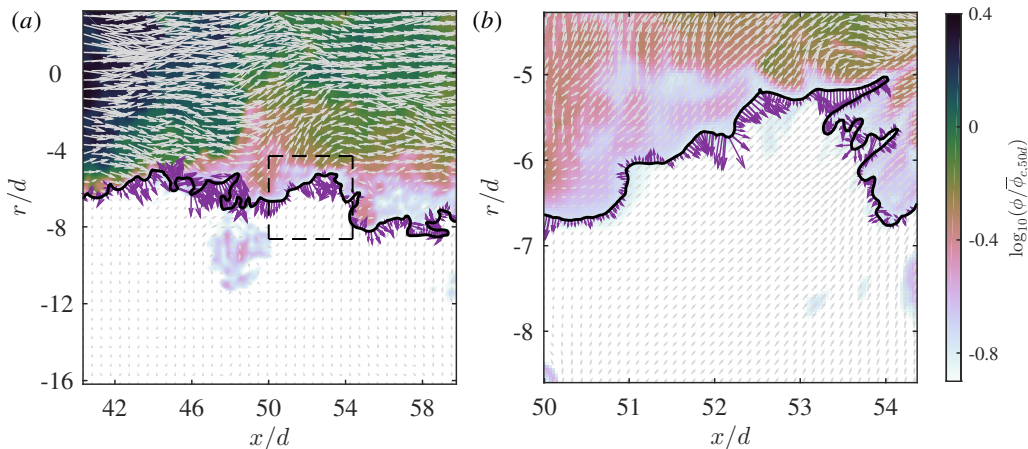 (a)
0
-4
-8
-12
-16
r/d
42 46 50 54 58
x/d
(b)
-5
-6
-7
-8
r/d
50 51 52 53 54
x/d
0.4
0
-0.4
-0.8
log₁₀(ϕ/ϕ̅c,50d)